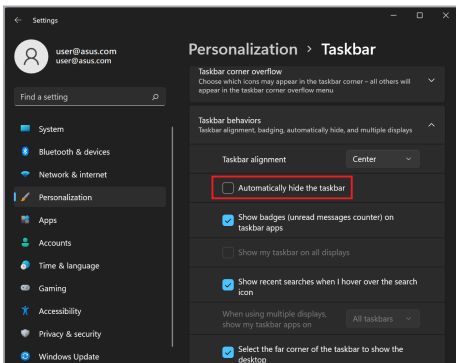 Settings
user@asus.com
user@asus.com
Find a setting
System
Bluetooth & devices
Network & internet
Personalization
Apps
Accounts
Time & language
Gaming
Accessibility
Privacy & security
Windows Update
Personalization > Taskbar
Taskbar corner overflow
Choose which icons may appear in the taskbar corner – all others will
appear in the taskbar corner overflow menu
Taskbar behaviors
Taskbar alignment, badging, automatically hide, and multiple displays
Taskbar alignment
Center
Automatically hide the taskbar
Show badges (unread messages counter) on
taskbar apps
Show my taskbar on all displays
Show recent searches when I hover over the search
icon
When using multiple displays,
show my taskbar apps on
All taskbars
Select the far corner of the taskbar to show the
desktop